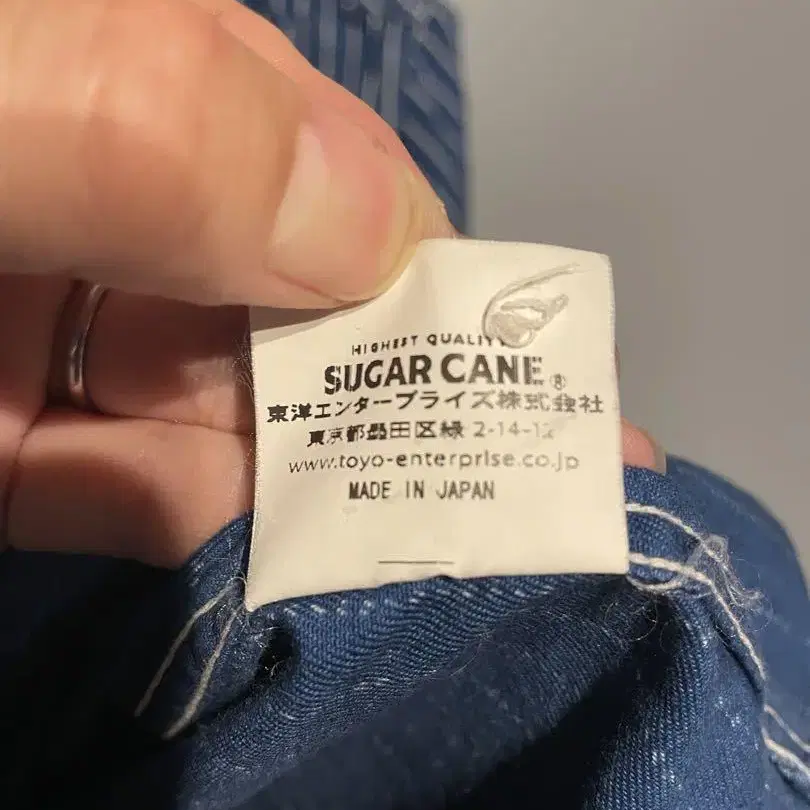 HIGHEST QUALITY
SUGAR CANE®
東洋エンタープライズ株式会社
東京都墨田区緑 2-14-12
www.toyo-enterprise.co.jp
MADE IN JAPAN